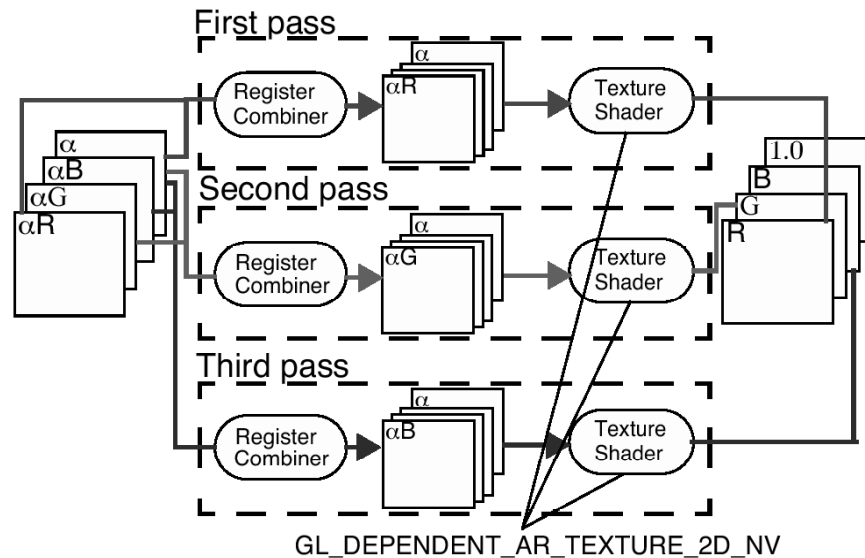 First pass
Register
Combiner
α
αR
Texture
Shader
α
αB
αG
αR
1.0
B
G
R
Second pass
Register
Combiner
α
αG
Texture
Shader
Third pass
Register
Combiner
α
αB
Texture
Shader
GL_DEPENDENT_AR_TEXTURE_2D_NV